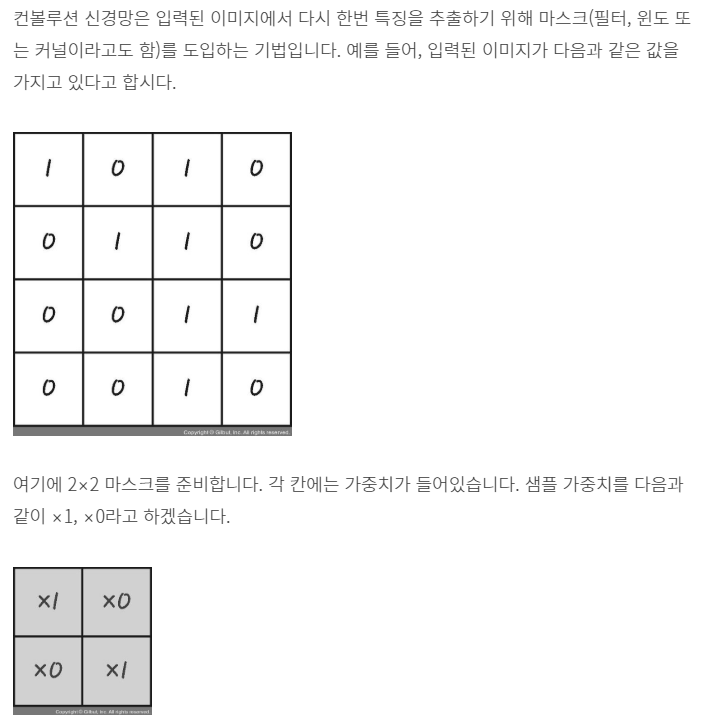 컨볼루션 신경망은 입력된 이미지에서 다시 한번 특징을 추출하기 위해 마스크(필터, 윈도 또
는 커널이라고도 함)를 도입하는 기법입니다. 예를 들어, 입력된 이미지가 다음과 같은 값을
가지고 있다고 합시다.
1 0 1 0
0 1 1 0
0 0 1 1
0 0 1 0
Copyright © Gilbut, Inc. All rights reserved.
여기에 2×2 마스크를 준비합니다. 각 칸에는 가중치가 들어있습니다. 샘플 가중치를 다음과
같이 ×1, ×0라고 하겠습니다.
×1 ×0
×0 ×1
Copyright © Gilbut, Inc. All rights reserved.